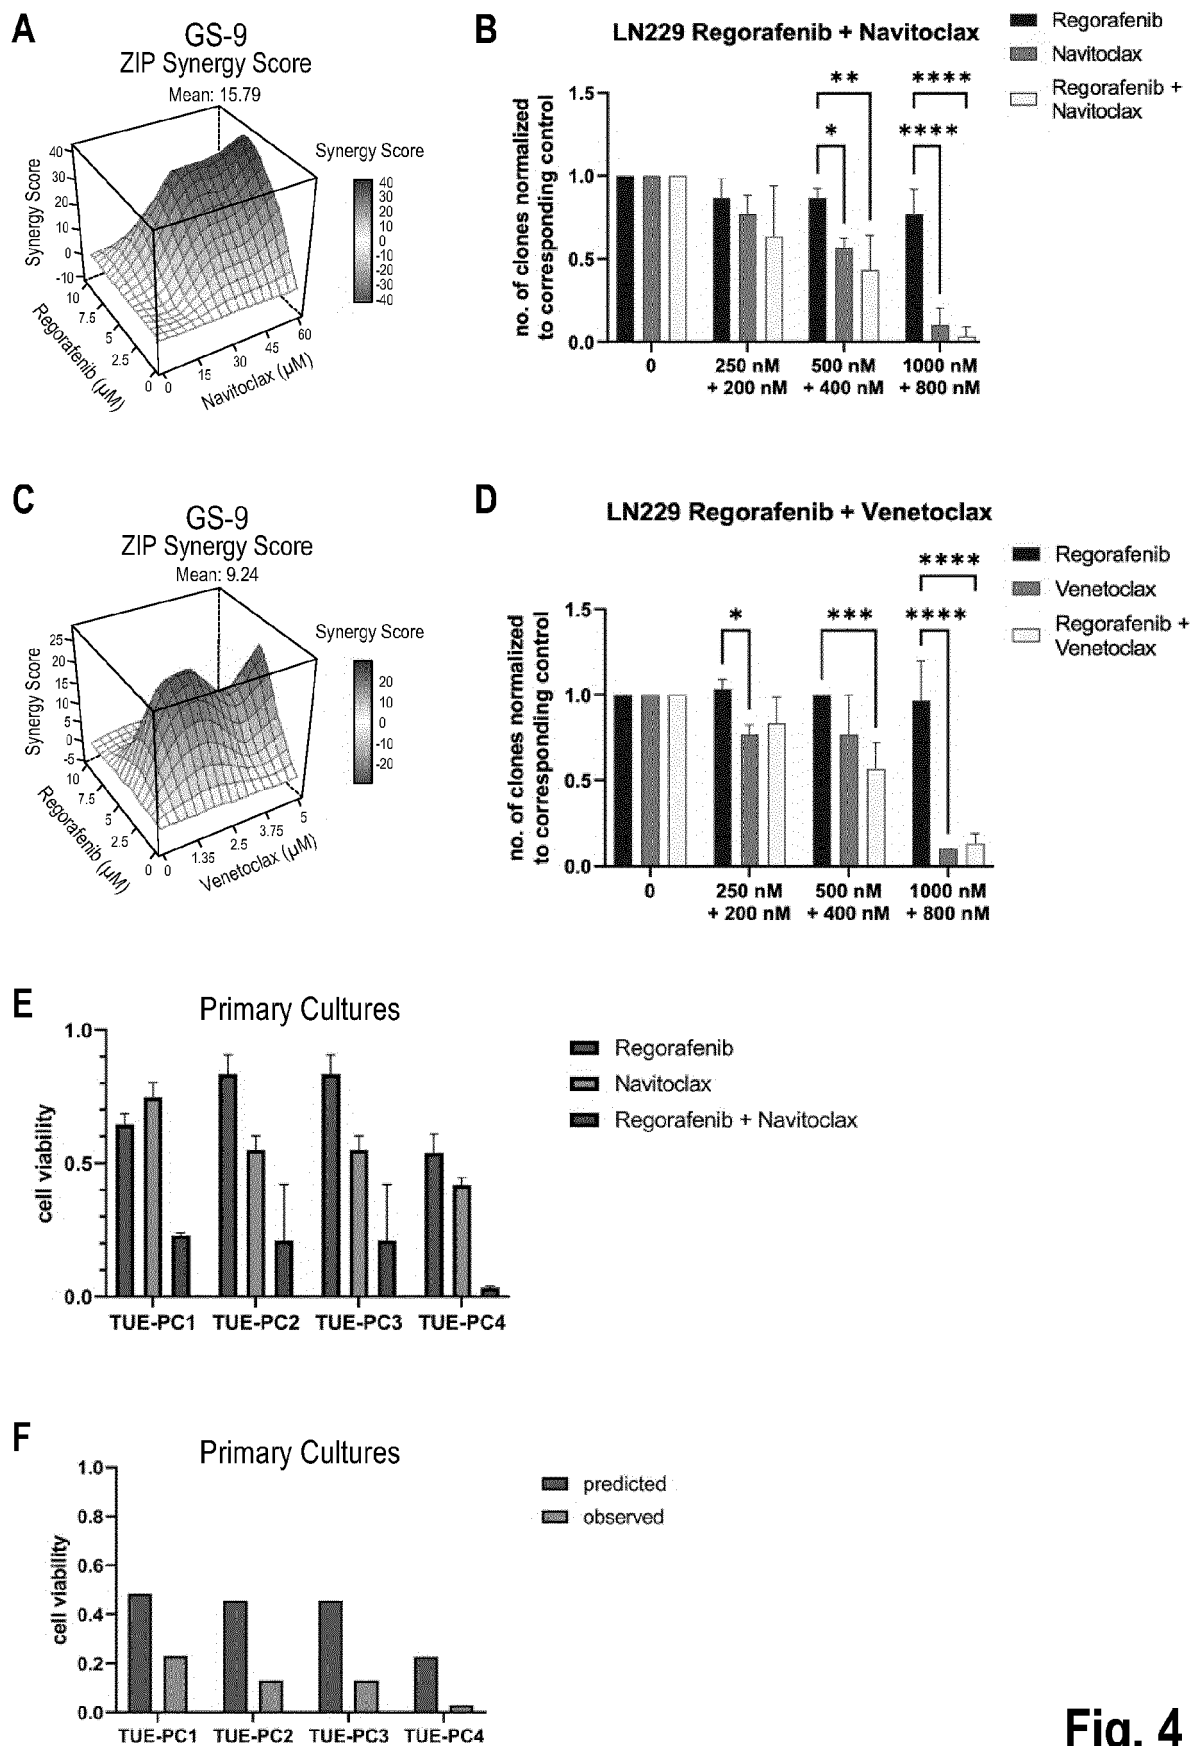 A
GS-9
ZIP Synergy Score
Mean: 15.79
Synergy Score
40
30
20
10
0
-10
10
7.5
5
2.5
0
Regorafenib (µM)
0
15
30
45
60
Navitoclax (µM)
Synergy Score
40
30
20
10
0
-10
-20
-30
-40
B
LN229 Regorafenib + Navitoclax
Regorafenib
Navitoclax
Regorafenib +
Navitoclax
no. of clones normalized
to corresponding control
1.5
1.0
0.5
0.0
*
**
****
****
0
250 nM
+ 200 nM
500 nM
+ 400 nM
1000 nM
+ 800 nM
C
GS-9
ZIP Synergy Score
Mean: 9.24
Synergy Score
25
20
15
10
5
0
-5
10
7.5
5
2.5
0
Regorafenib (µM)
0
1.35
2.5
3.75
5
Venetoclax (µM)
Synergy Score
20
10
0
-10
-20
D
LN229 Regorafenib + Venetoclax
Regorafenib
Venetoclax
Regorafenib +
Venetoclax
no. of clones normalized
to corresponding control
1.5
1.0
0.5
0.0
*
***
****
****
0
250 nM
+ 200 nM
500 nM
+ 400 nM
1000 nM
+ 800 nM
E
Primary Cultures
Regorafenib
Navitoclax
Regorafenib + Navitoclax
cell viability
1.0
0.5
0.0
TUE-PC1 TUE-PC2 TUE-PC3 TUE-PC4
F
Primary Cultures
predicted
observed
cell viability
1.0
0.8
0.6
0.4
0.2
0.0
TUE-PC1 TUE-PC2 TUE-PC3 TUE-PC4
Fig. 4